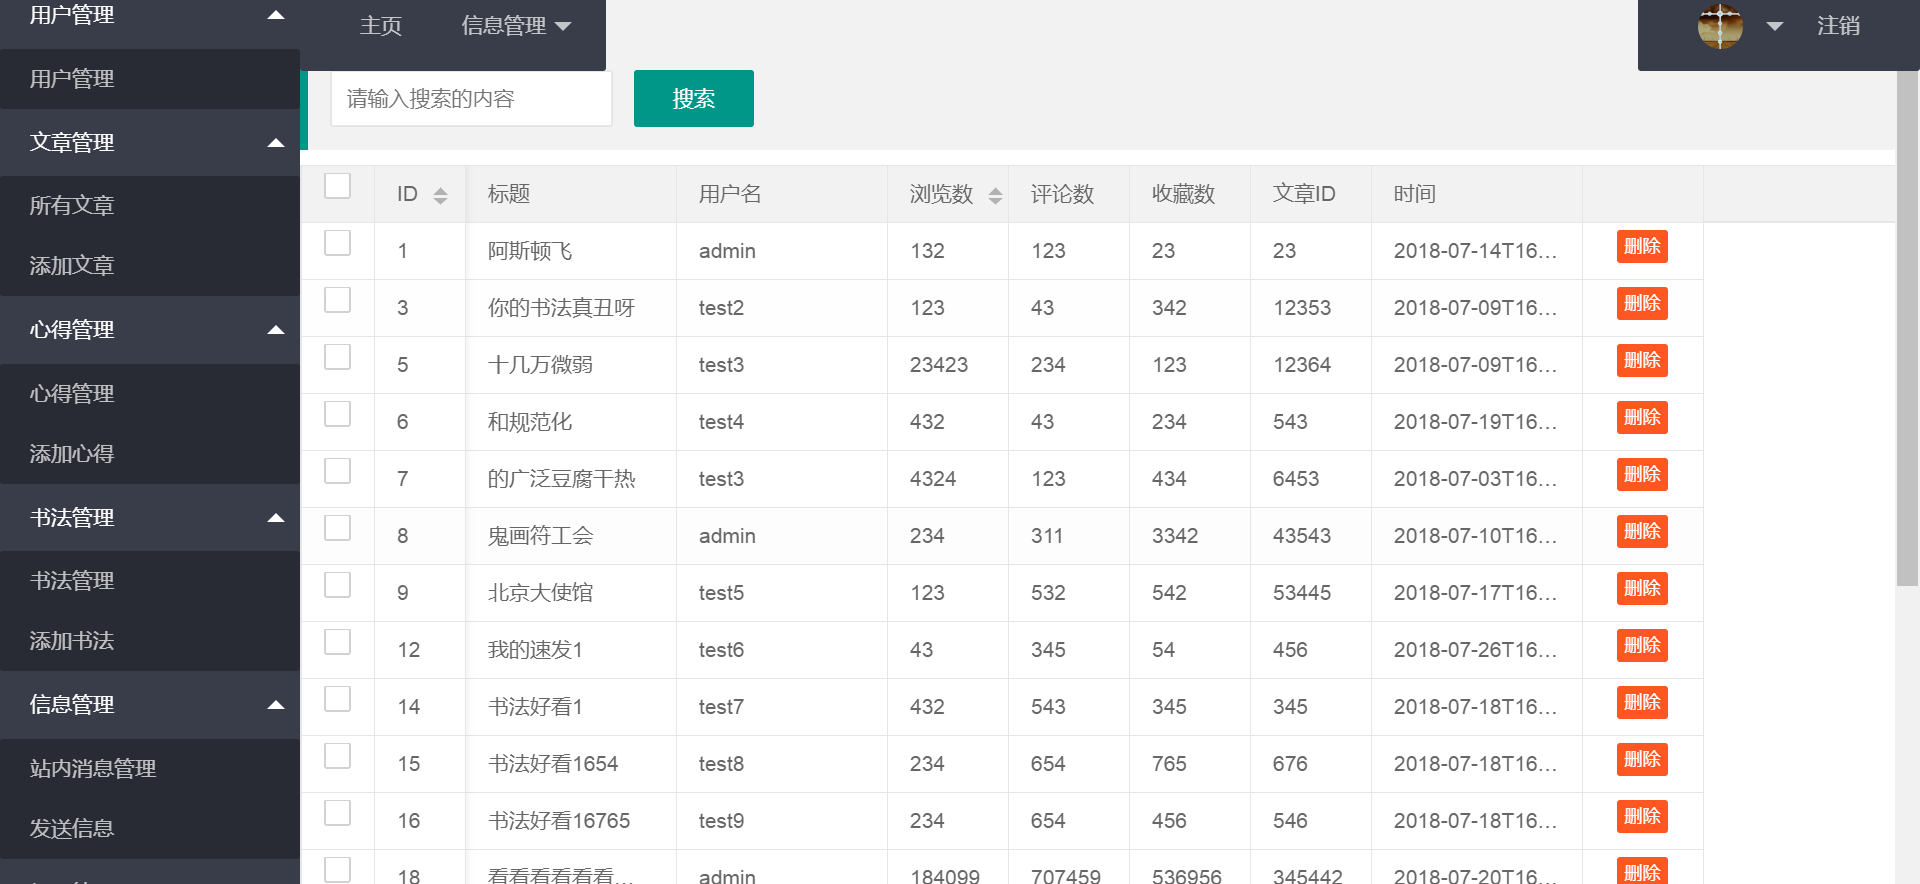 用户管理
用户管理
文章管理
所有文章
添加文章
心得管理
心得管理
添加心得
书法管理
书法管理
添加书法
信息管理
站内消息管理
发送信息
主页 信息管理 注销
请输入搜索的内容 搜索
ID 标题 用户名 浏览数 评论数 收藏数 文章ID 时间
1 阿斯顿飞 admin 132 123 23 23 2018-07-14T16... 删除
3 你的书法真丑呀 test2 123 43 342 12353 2018-07-09T16... 删除
5 十几万微弱 test3 23423 234 123 12364 2018-07-09T16... 删除
6 和规范化 test4 432 43 234 543 2018-07-19T16... 删除
7 的广泛豆腐干热 test3 4324 123 434 6453 2018-07-03T16... 删除
8 鬼画符工会 admin 234 311 3342 43543 2018-07-10T16... 删除
9 北京大使馆 test5 123 532 542 53445 2018-07-17T16... 删除
12 我的速发1 test6 43 345 54 456 2018-07-26T16... 删除
14 书法好看1 test7 432 543 345 345 2018-07-18T16... 删除
15 书法好看1654 test8 234 654 765 676 2018-07-18T16... 删除
16 书法好看16765 test9 234 654 456 546 2018-07-18T16... 删除
18 看看看看看看... admin 184099 707459 536956 345442 2018-07-20T16... 删除